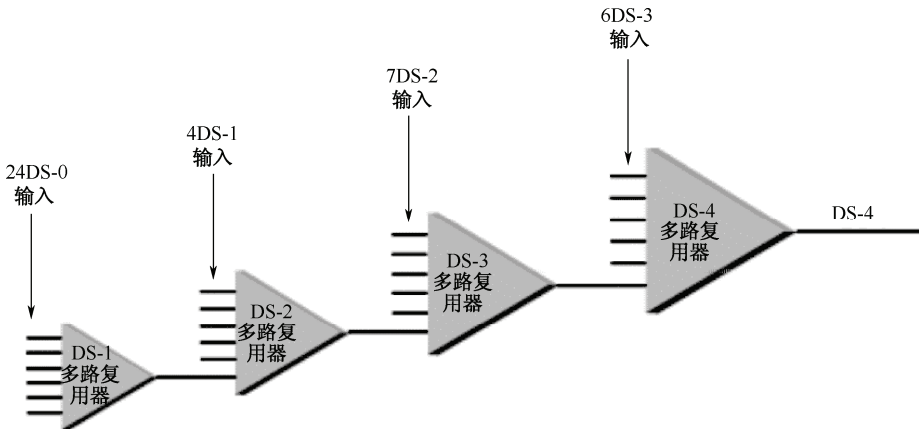 24DS-0
输入
4DS-1
输入
7DS-2
输入
6DS-3
输入
DS-1
多路复
用器
DS-2
多路复
用器
DS-3
多路复
用器
DS-4
多路复
用器
DS-4